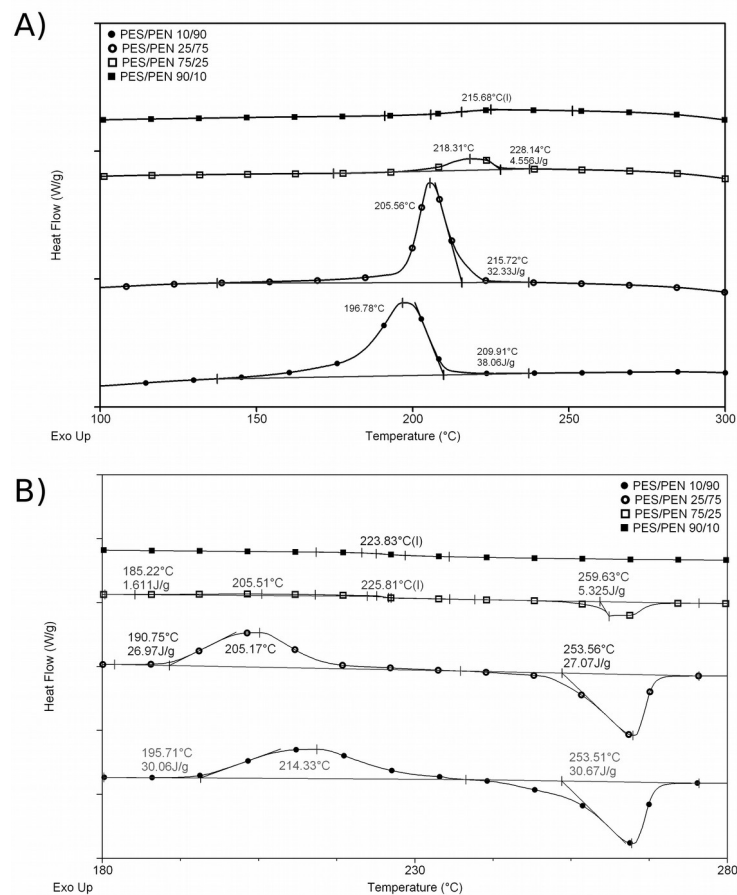 A)
PES/PEN 10/90
PES/PEN 25/75
PES/PEN 75/25
PES/PEN 90/10
215.68°C(I)
218.31°C
228.14°C
4.556J/g
205.56°C
215.72°C
32.33J/g
196.78°C
209.91°C
38.06J/g
Heat Flow (W/g)
100 150 200 250 300
Exo Up
Temperature (°C)
B)
PES/PEN 10/90
PES/PEN 25/75
PES/PEN 75/25
PES/PEN 90/10
223.83°C(I)
185.22°C
1.611J/g
205.51°C
225.81°C(I)
259.63°C
5.325J/g
190.75°C
26.97J/g
205.17°C
253.56°C
27.07J/g
195.71°C
30.06J/g
214.33°C
253.51°C
30.67J/g
Heat Flow (W/g)
180 230 280
Exo Up
Temperature (°C)